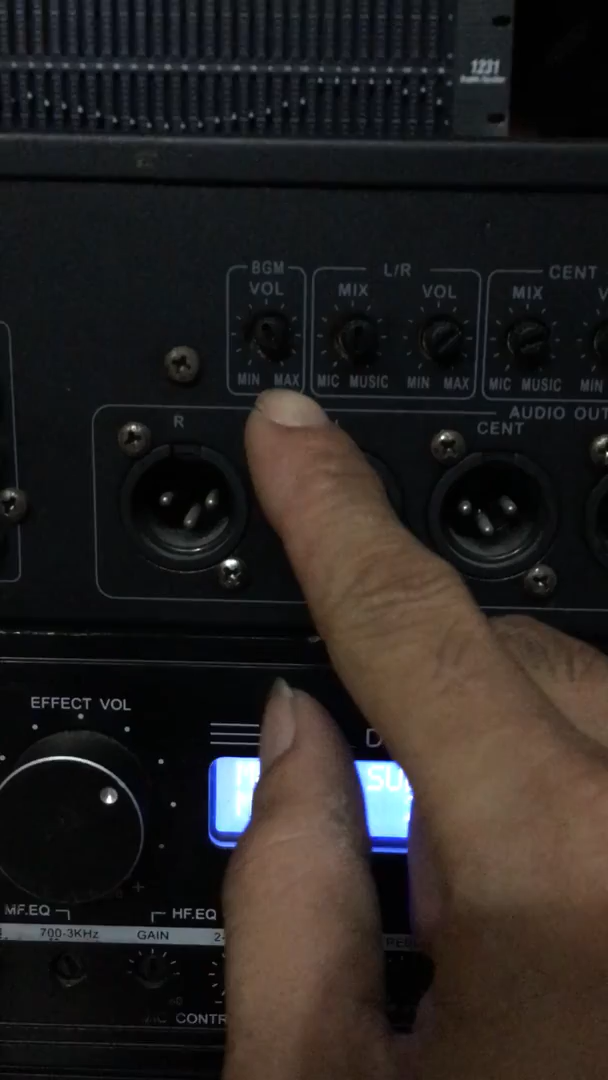 1231
BGM
L/R
CENT
VOL
MIX
VOL
MIX
MIN MAX
MIC MUSIC
MIN MAX
MIC MUSIC
MIN
AUDIO OUT
R
CENT
EFFECT VOL
D
SU
MF.EQ
HF.EQ
700-3KHz
GAIN